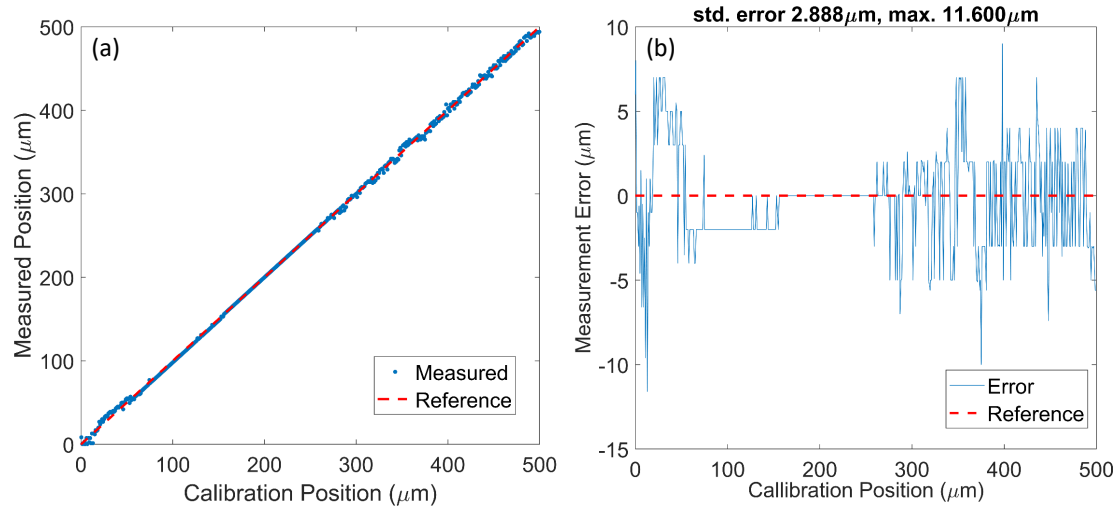 (a)
Measured Position (μm)
500
400
300
200
100
0
0 100 200 300 400 500
Calibration Position (μm)
Measured
Reference
std. error 2.888μm, max. 11.600μm
(b)
Measurement Error (μm)
10
5
0
-5
-10
-15
0 100 200 300 400 500
Callibration Position (μm)
Error
Reference